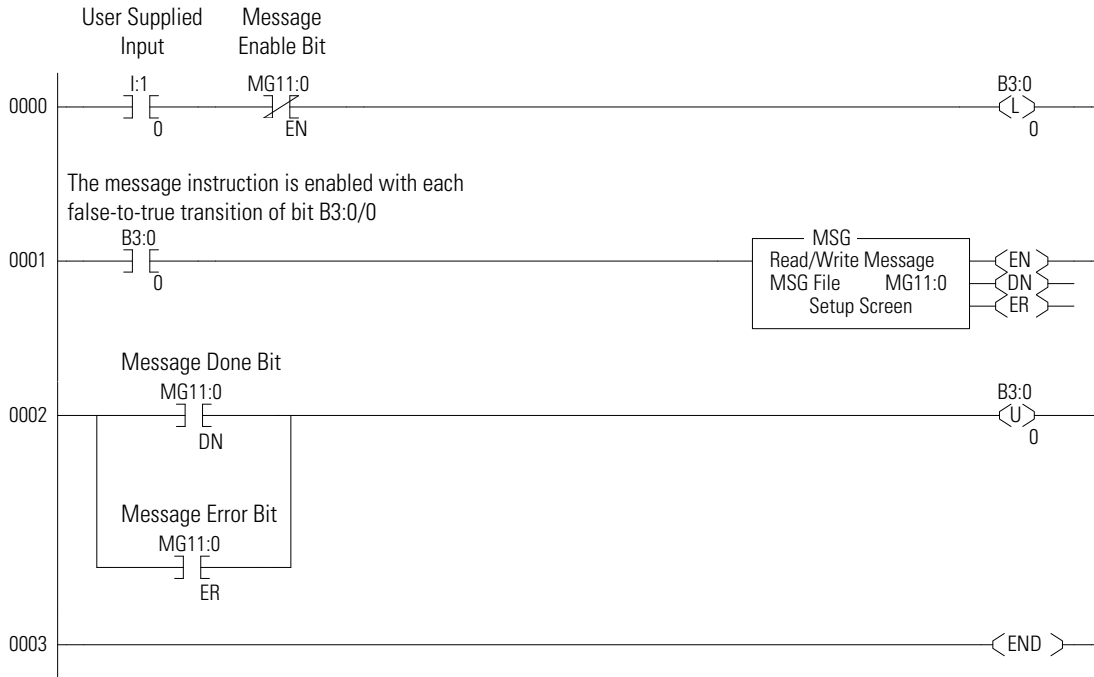 User Supplied Input
Message Enable Bit
I:1
MG11:0
B3:0
0000
L
0
EN
0
The message instruction is enabled with each
false-to-true transition of bit B3:0/0
B3:0
0001
0
MSG
Read/Write Message
MSG File MG11:0
Setup Screen
EN
DN
ER
Message Done Bit
MG11:0
B3:0
0002
U
DN
0
Message Error Bit
MG11:0
ER
0003
END